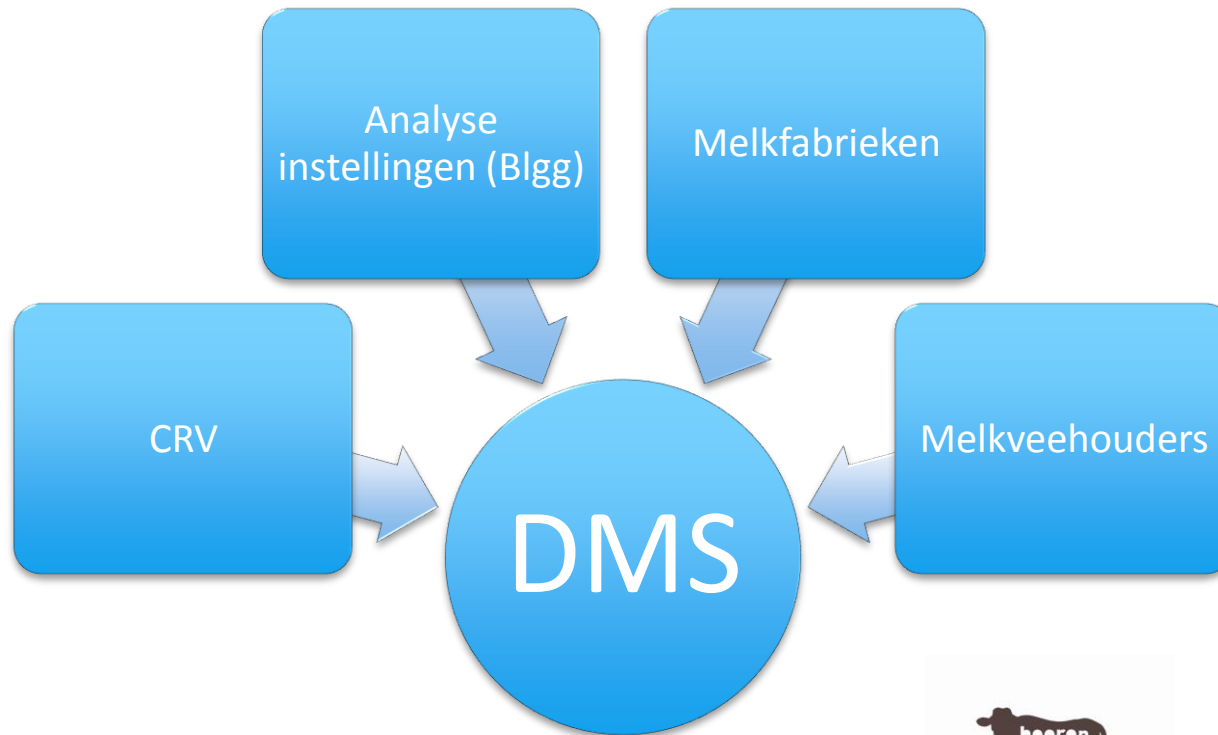 Analyse
instellingen (Blgg)
Melkfabrieken
CRV
Melkveehouders
DMS